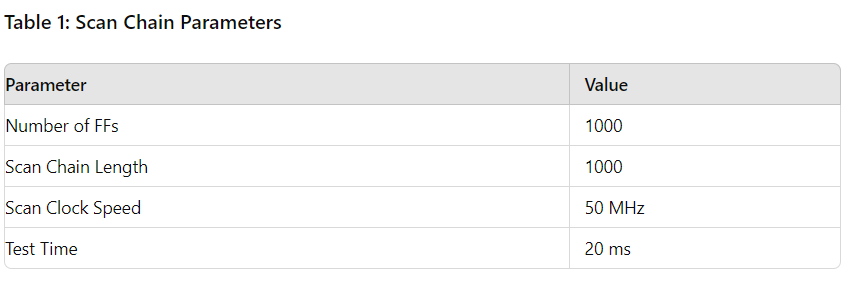 Table 1: Scan Chain Parameters
Parameter Value
Number of FFs 1000
Scan Chain Length 1000
Scan Clock Speed 50 MHz
Test Time 20 ms